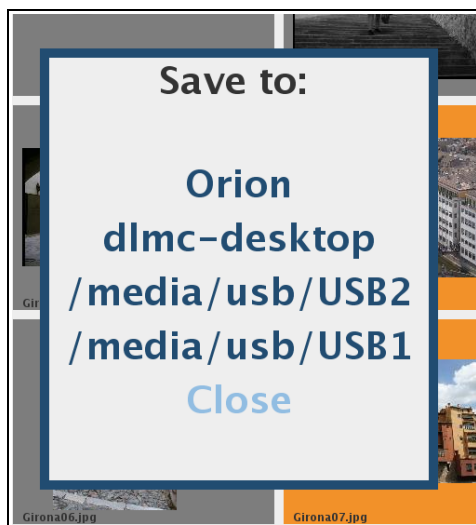 Save to:
Orion
dlmc-desktop
/media/usb/USB2
/media/usb/USB1
Close
Girona06.jpg
Girona07.jpg